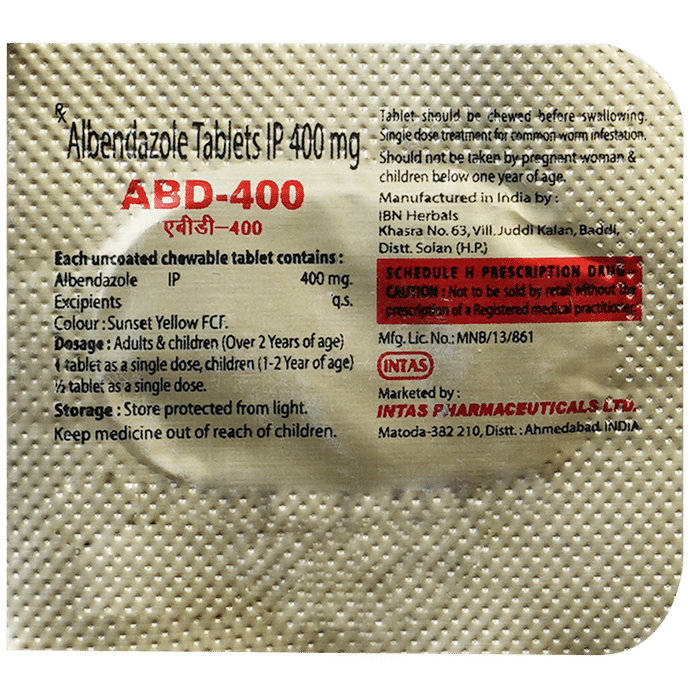 Rx
Albendazole Tablets IP 400 mg
ABD-400
एबीडी–400
Each uncoated chewable tablet contains :
Albendazole IP 400 mg.
Excipients q.s.
Colour : Sunset Yellow FCF.
Dosage : Adults & children (Over 2 Years of age)
1 tablet as a single dose, children (1-2 Year of age)
½ tablet as a single dose.
Storage : Store protected from light.
Keep medicine out of reach of children.
Tablet should be chewed before swallowing.
Single dose treatment for common worm infestation.
Should not be taken by pregnant woman &
children below one year of age.
Manufactured in India by :
IBN Herbals
Khasra No. 63, Vill. Juddi Kalan, Baddi,
Distt. Solan (H.P.)
SCHEDULE H PRESCRIPTION DRUG
CAUTION : Not to be sold by retail without the
prescription of a Registered medical practitioner.
Mfg. Lic. No.: MNB/13/861
INTAS
Marketed by :
INTAS PHARMACEUTICALS LTD.
Matoda-382 210, Distt. : Ahmedabad. INDIA.